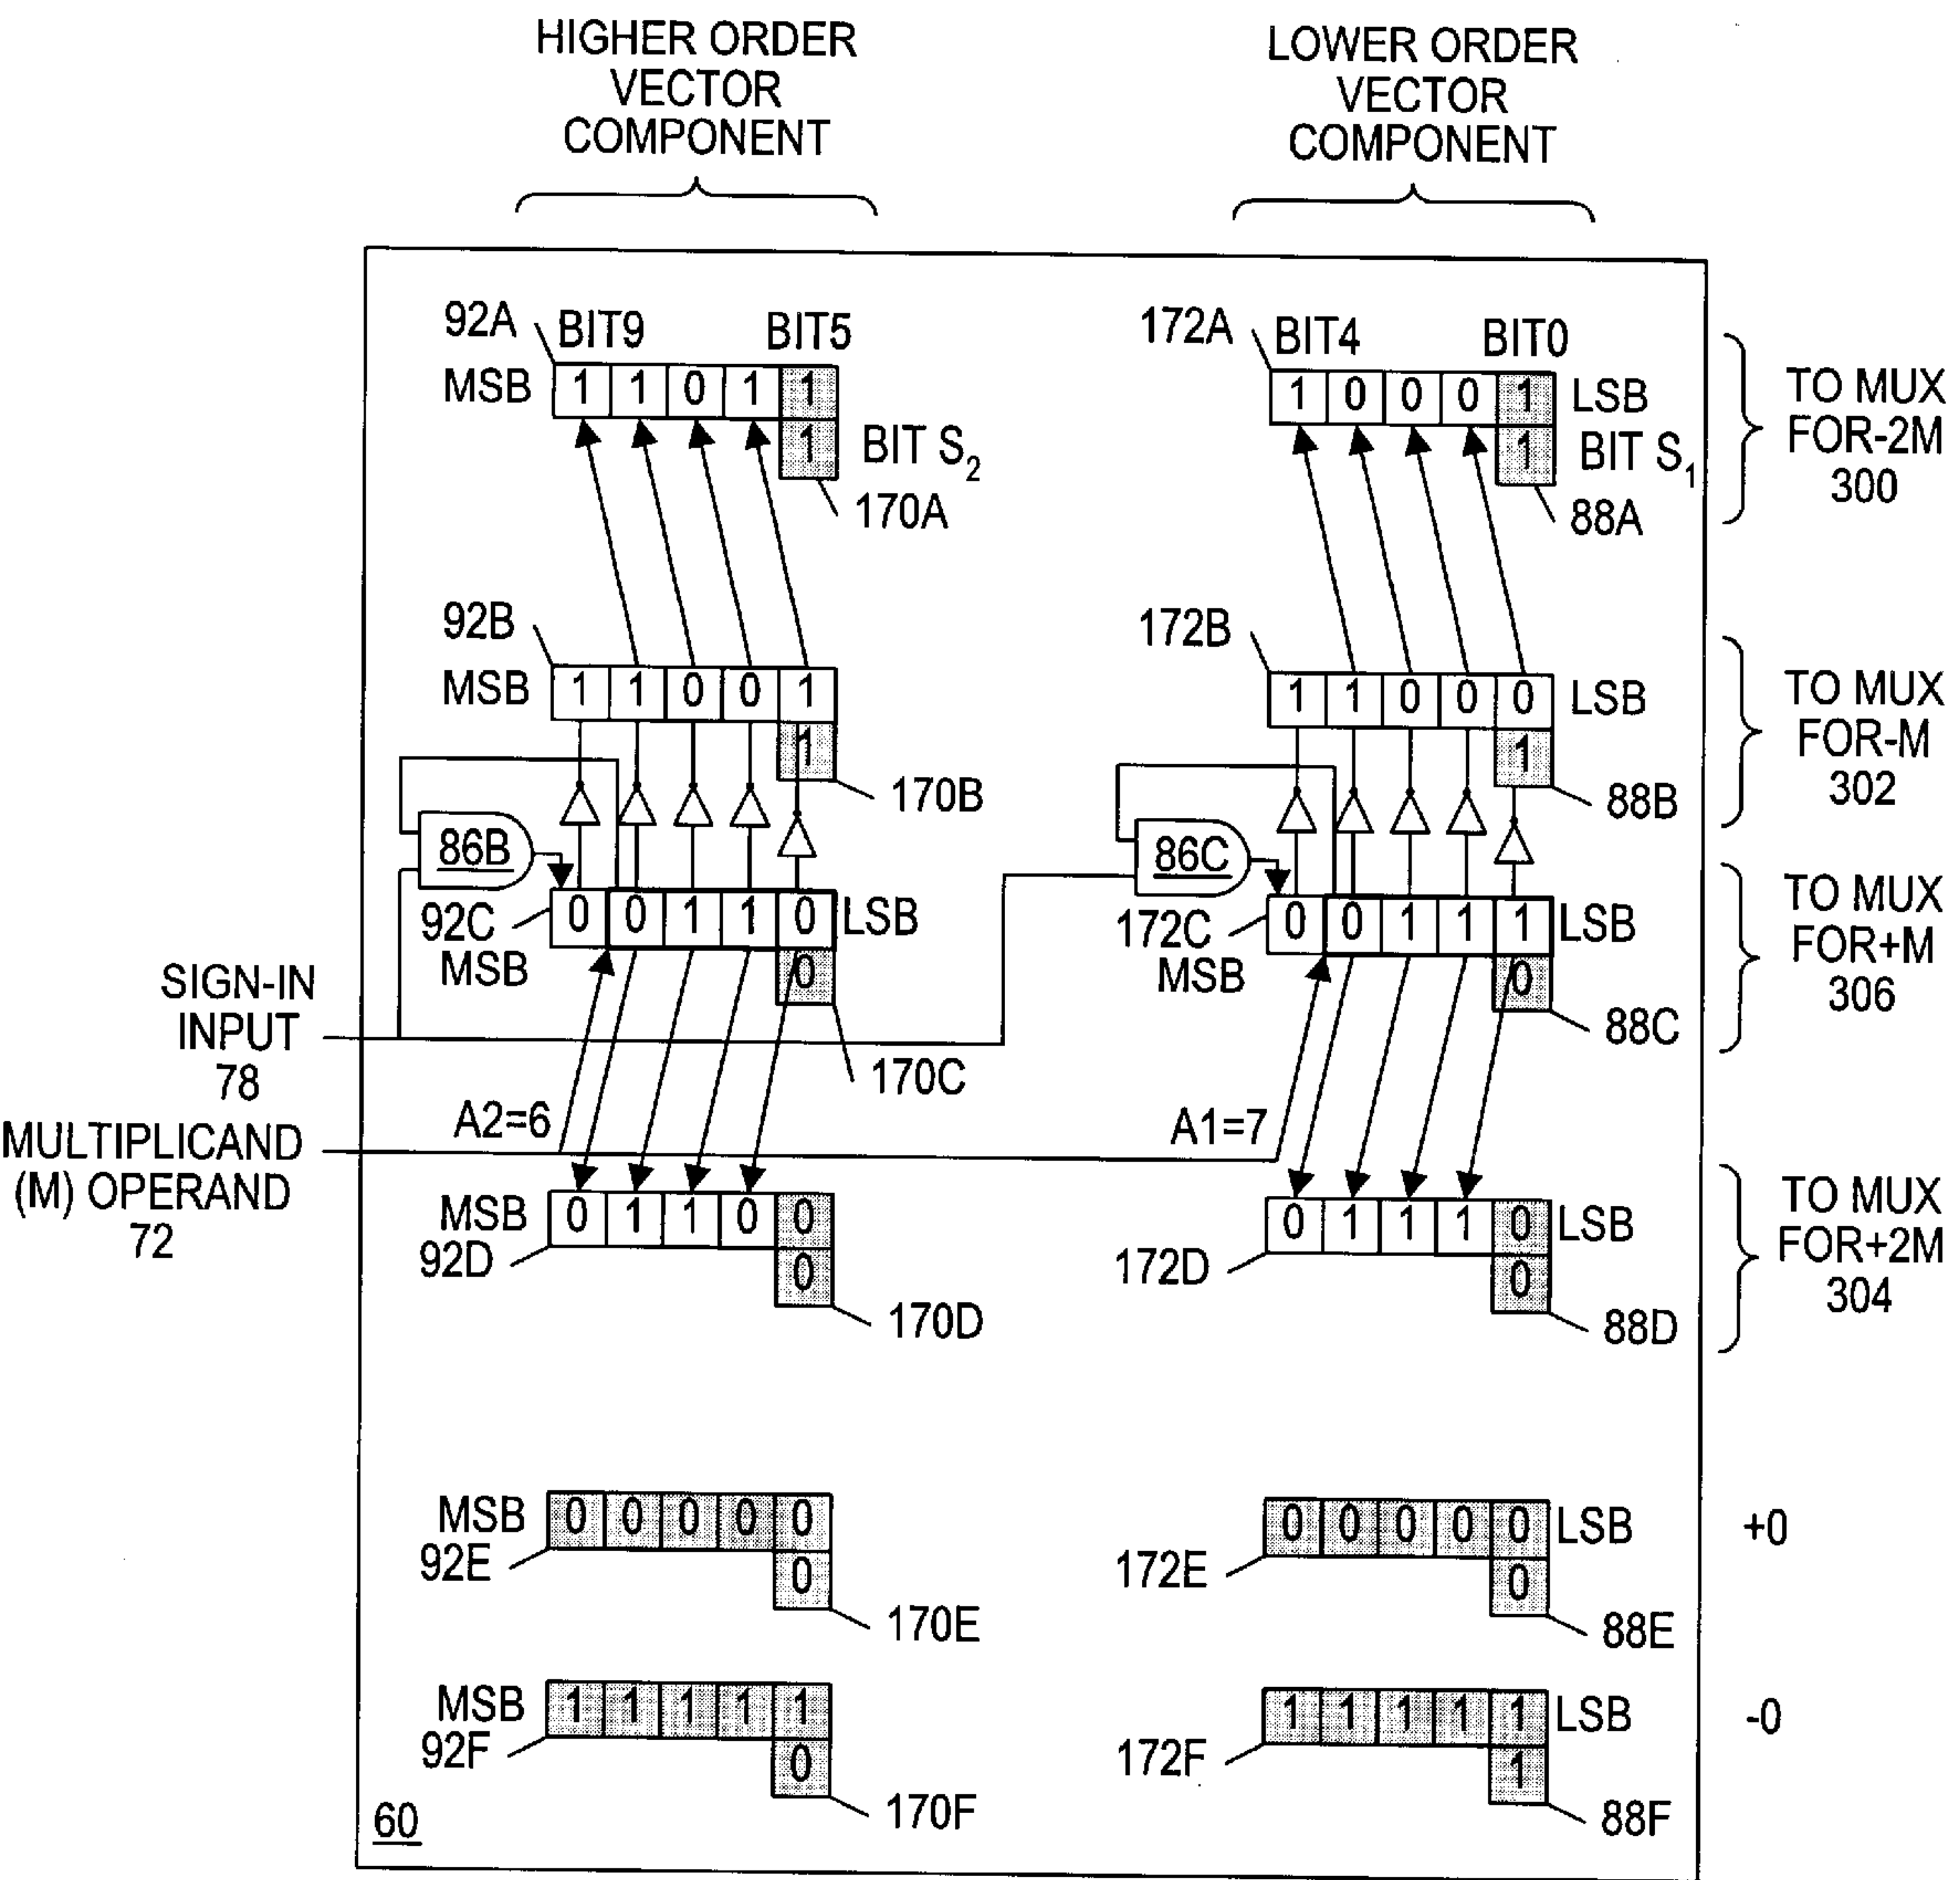 HIGHER ORDER
VECTOR
COMPONENT
LOWER ORDER
VECTOR
COMPONENT
92A
BIT9
BIT5
MSB
1 1 0 1 1
1
BIT S2
170A
172A
BIT4
BIT0
1 0 0 0 1
LSB
1
BIT S1
88A
TO MUX
FOR-2M
300
92B
MSB
1 1 0 0 1
1
170B
172B
1 1 0 0 0
LSB
1
88B
TO MUX
FOR-M
302
86B
92C
MSB
0 0 1 1 0
LSB
0
170C
86C
172C
MSB
0 0 1 1 1
LSB
0
88C
TO MUX
FOR+M
306
SIGN-IN
INPUT
78
MULTIPLICAND
(M) OPERAND
72
A2=6
A1=7
MSB
92D
0 1 1 0 0
0
170D
172D
0 1 1 1 0
LSB
0
88D
TO MUX
FOR+2M
304
MSB
92E
0 0 0 0 0
0
170E
172E
0 0 0 0 0
LSB
0
88E
+0
MSB
92F
1 1 1 1 1
0
170F
172F
1 1 1 1 1
LSB
1
88F
-0
60